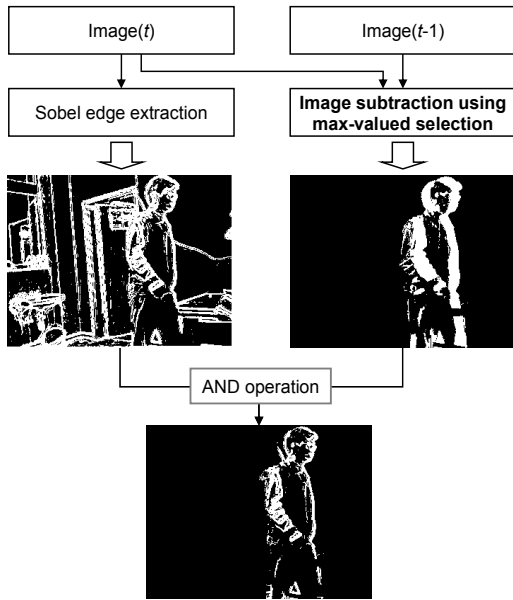 Image(t)
Image(t-1)
Sobel edge extraction
Image subtraction using
max-valued selection
AND operation